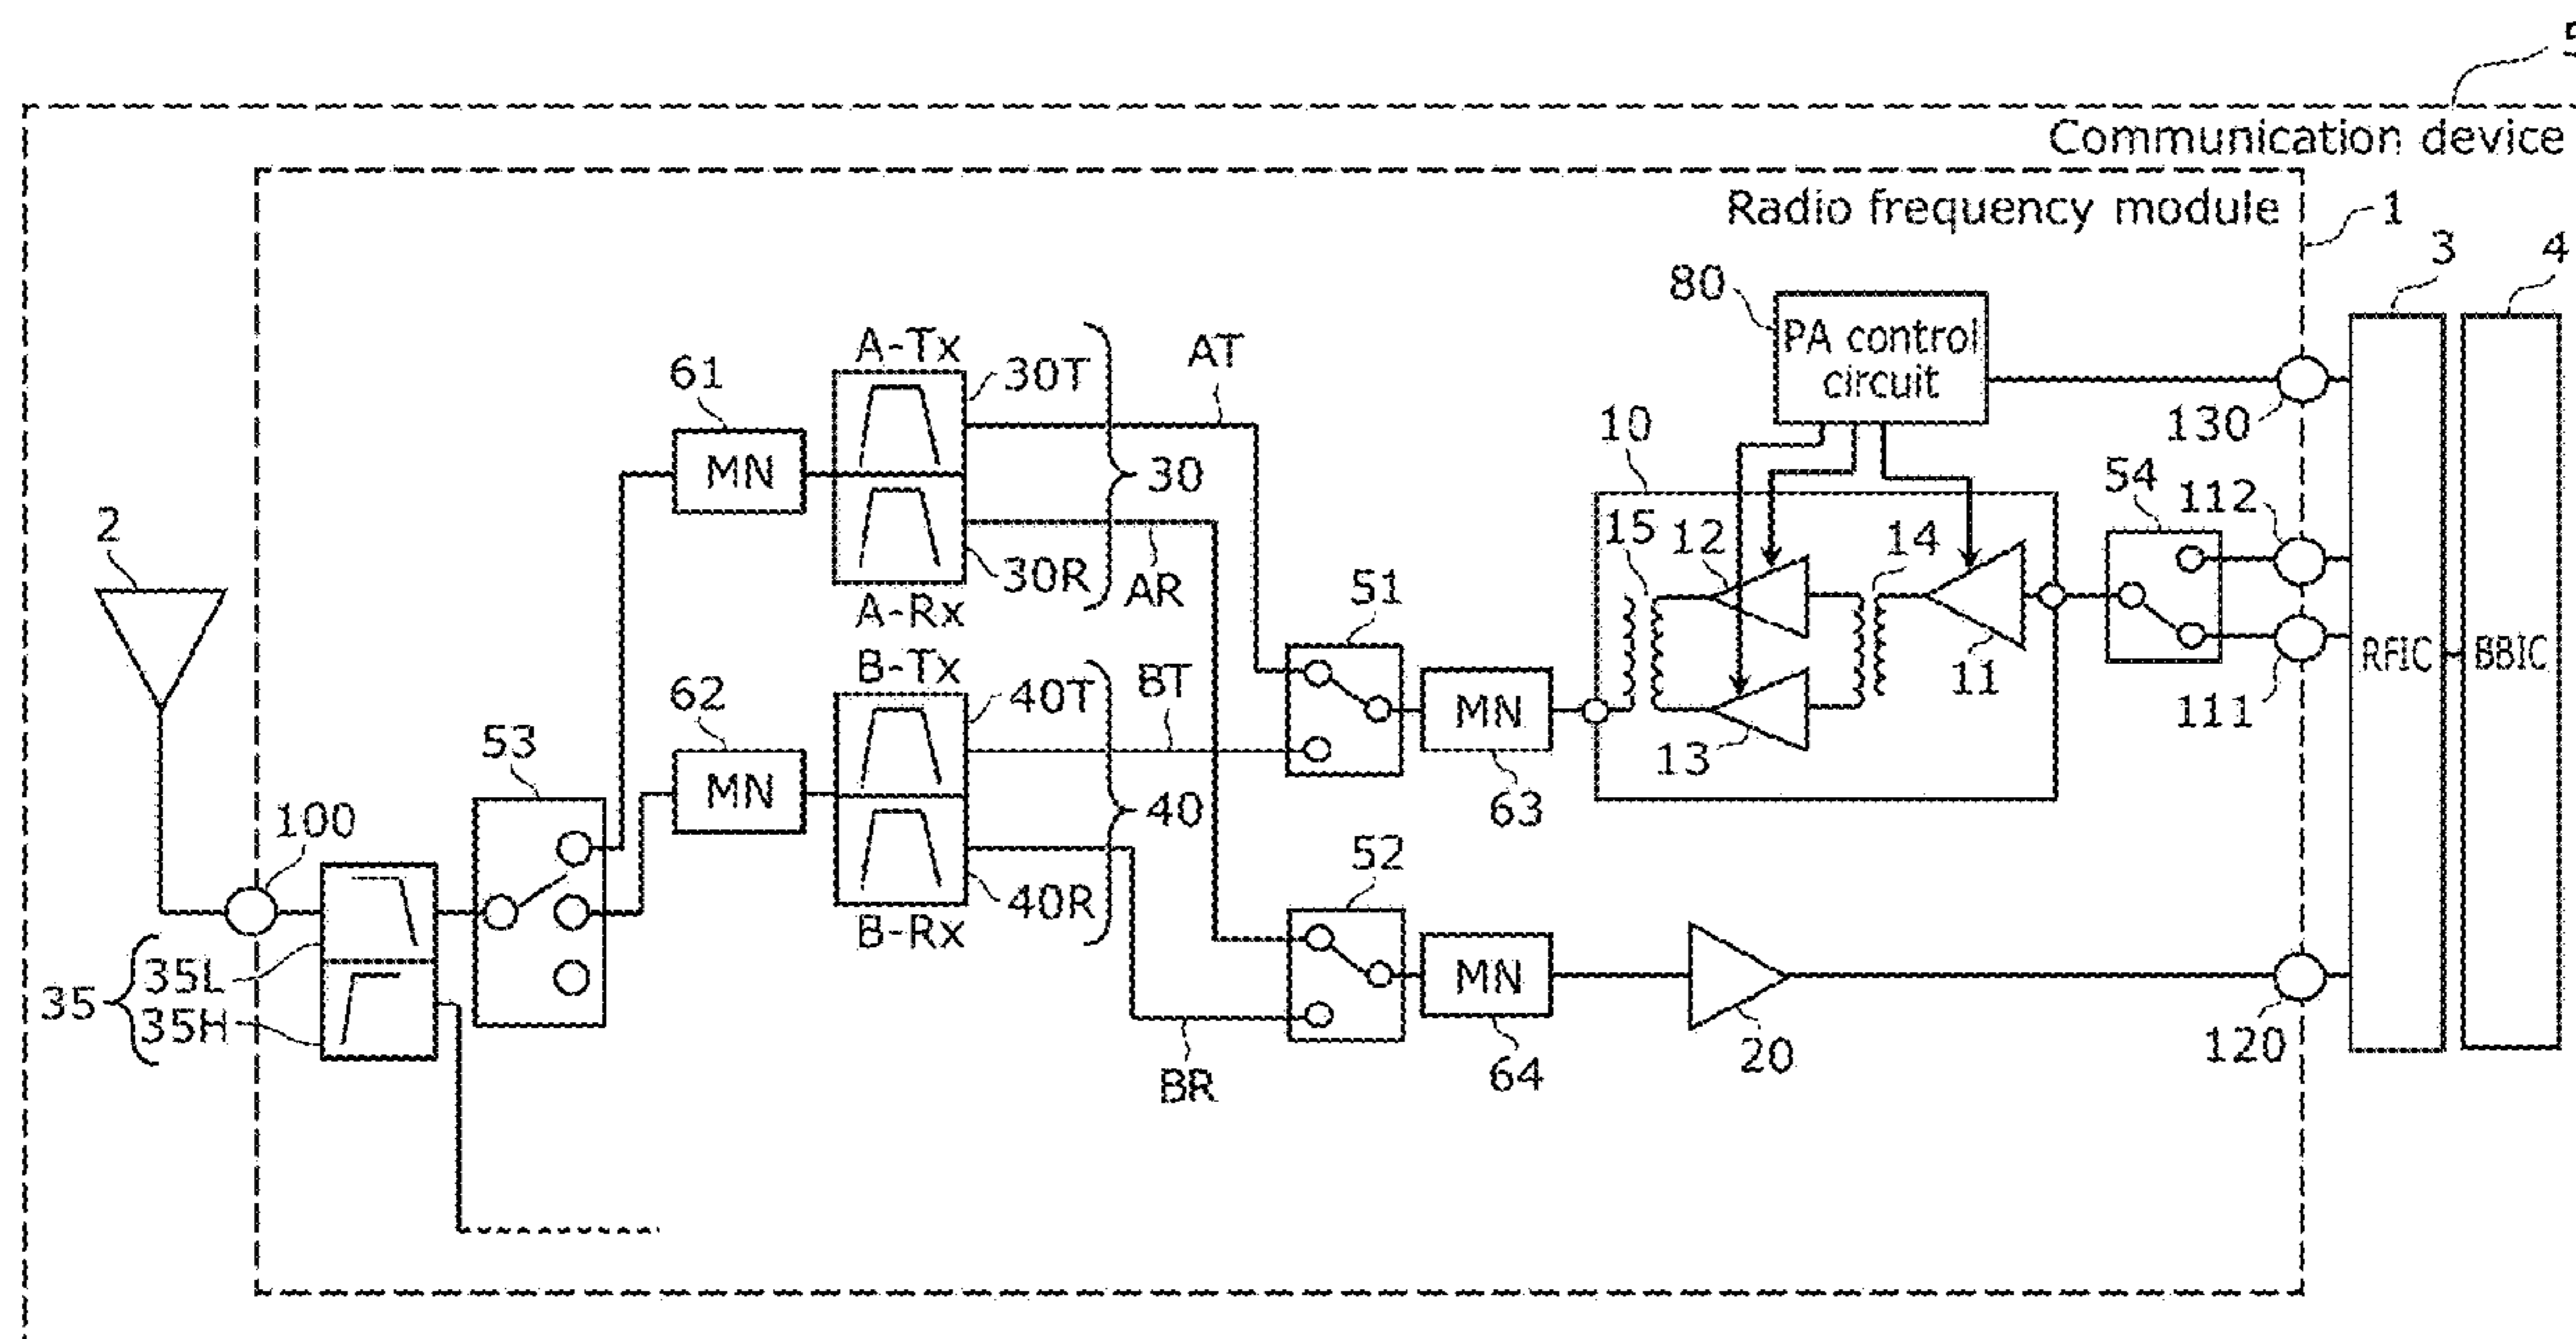 5
Communication device
Radio frequency module
1
3
4
80
PA control
circuit
A-Tx
30T
AT
61
MN
30
130
10
54
112
2
15
12
14
30R
AR
A-Rx
51
11
111
RFIC
BBIC
B-Tx
40T
BT
62
MN
MN
13
53
40
63
100
52
40R
B-Rx
35
35L
35H
MN
BR
64
20
120